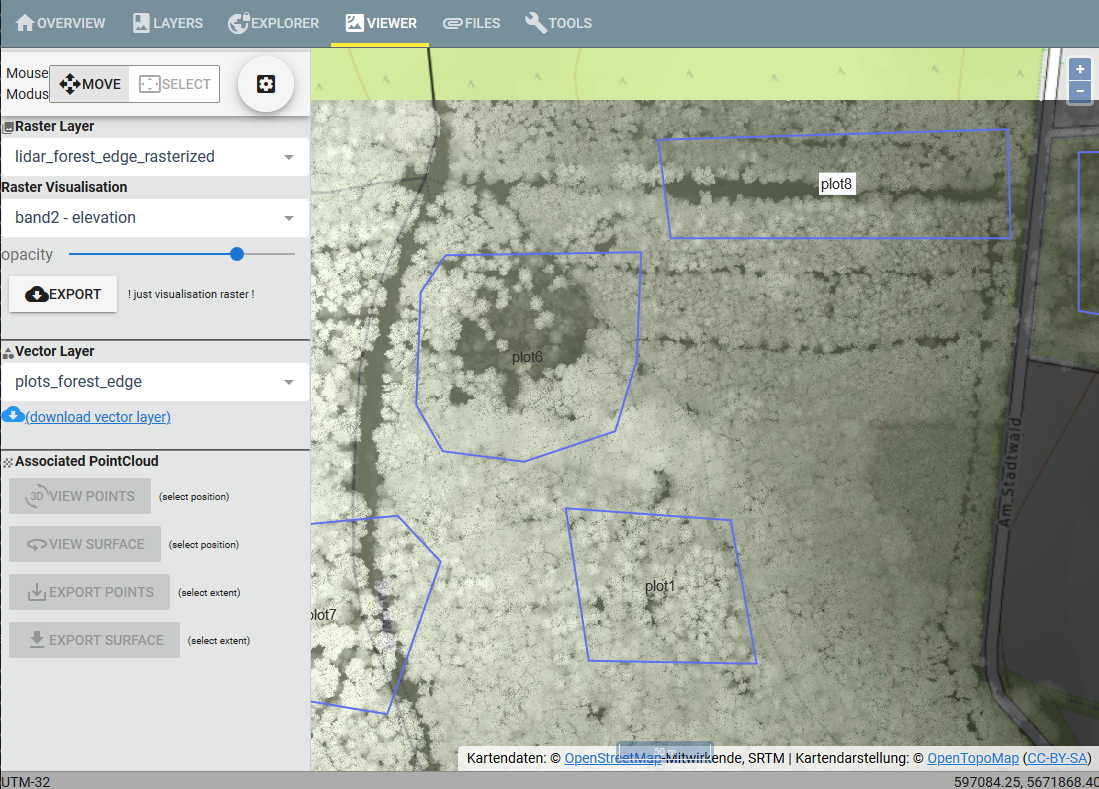 OVERVIEW LAYERS EXPLORER VIEWER FILES TOOLS
Mouse
Modus
MOVE SELECT
Raster Layer
lidar_forest_edge_rasterized
Raster Visualisation
band2 - elevation
opacity
EXPORT ! just visualisation raster !
Vector Layer
plots_forest_edge
(download vector layer)
Associated PointCloud
3D VIEW POINTS (select position)
VIEW SURFACE (select position)
EXPORT POINTS (select extent)
EXPORT SURFACE (select extent)
+
−
plot8
plot6
plot1
plot7
Am Stadtwald
50 m
Kartendaten: © OpenStreetMap-Mitwirkende, SRTM | Kartendarstellung: © OpenTopoMap (CC-BY-SA)
UTM-32
597084.25, 5671868.40